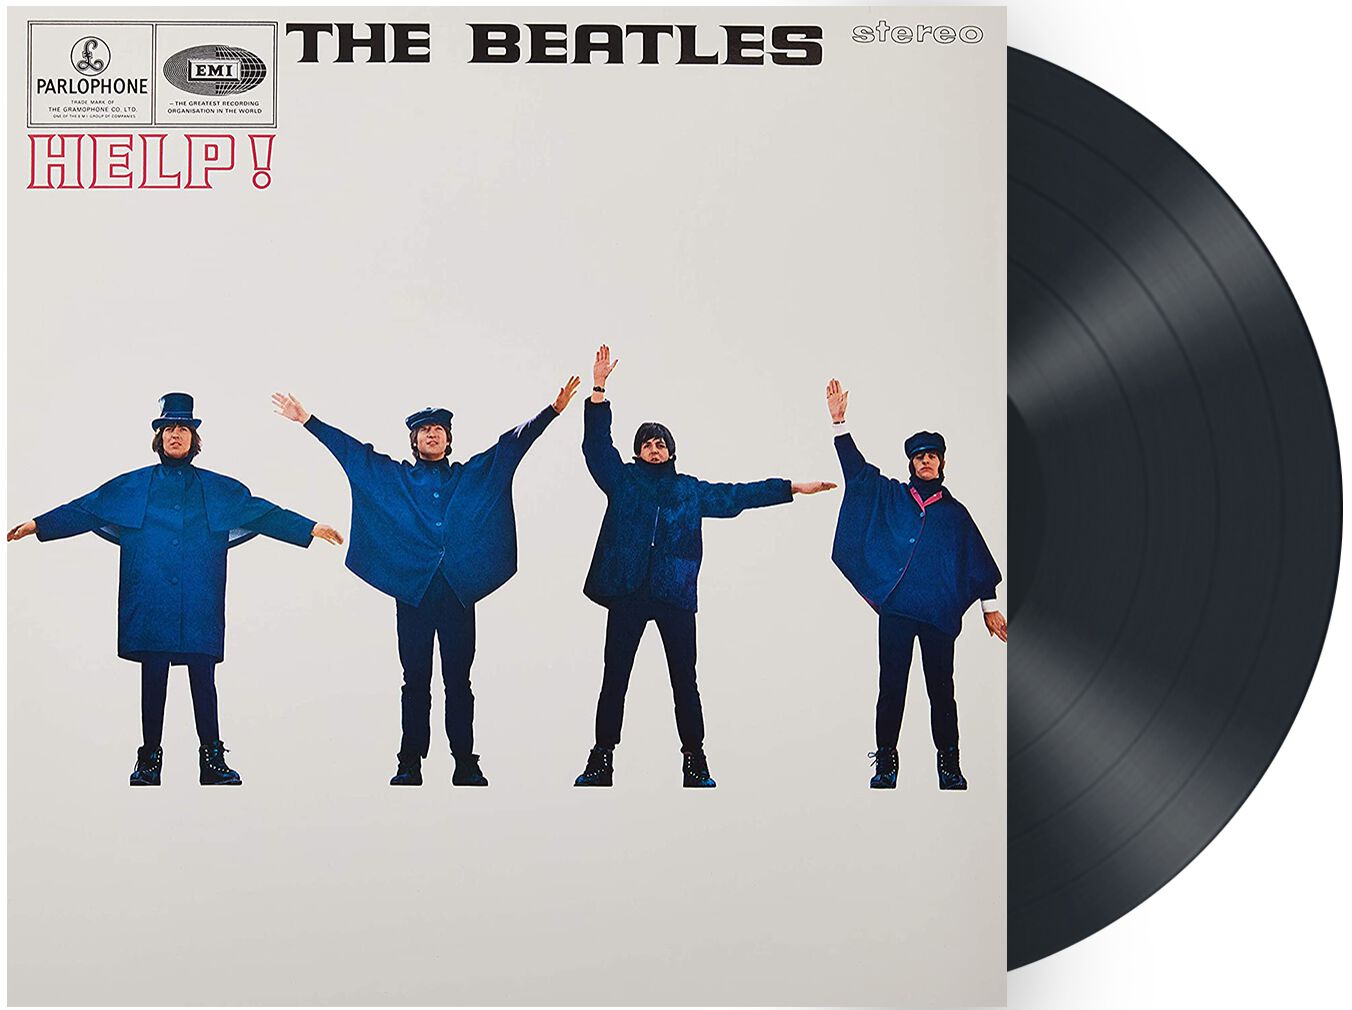 THE BEATLES
stereo
£
PARLOPHONE
TRADE MARK OF
THE GRAMOPHONE CO. LTD.
ONE OF THE E·M·I GROUP OF COMPANIES
EMI
—THE GREATEST RECORDING
ORGANISATION IN THE WORLD
HELP!